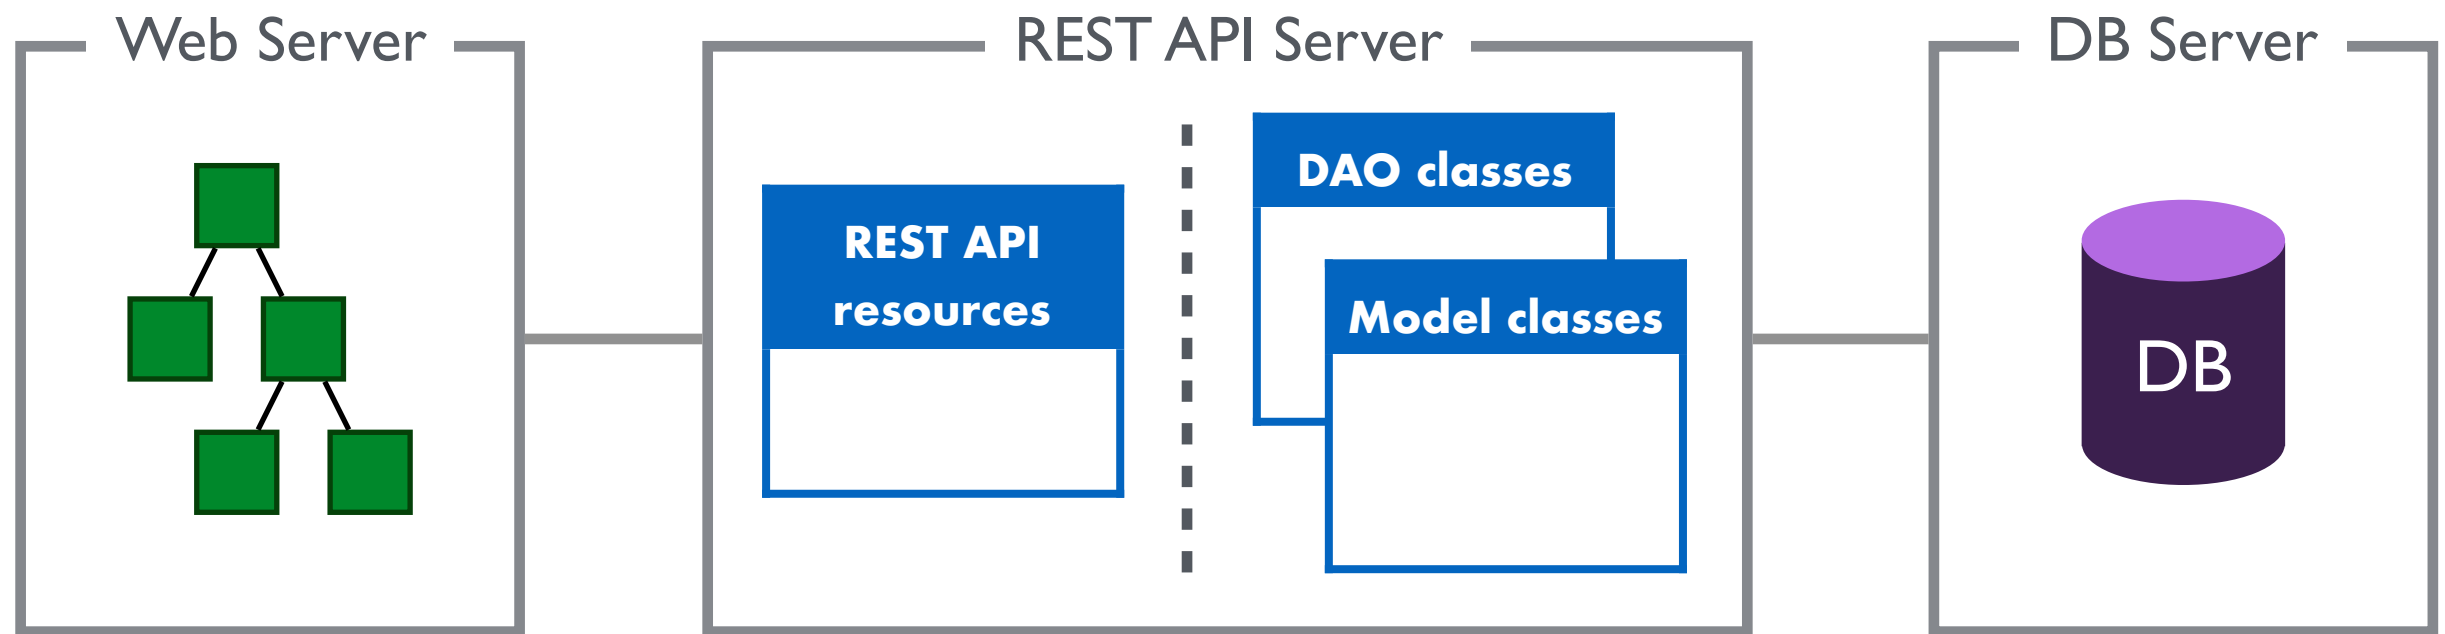 Web Server
REST API Server
DB Server
REST API
resources
DAO classes
Model classes
DB